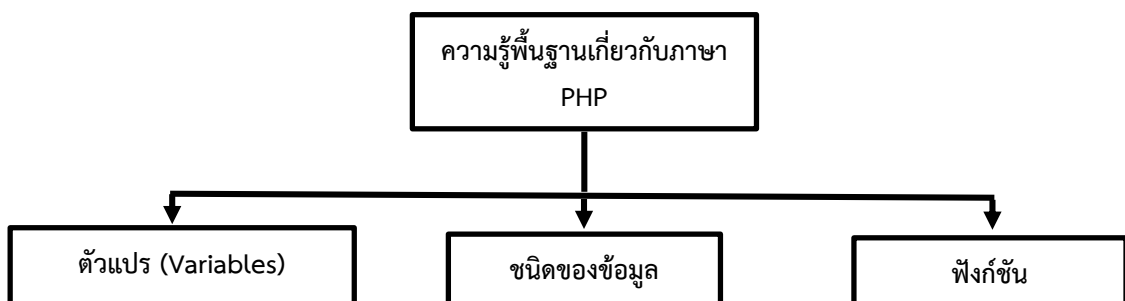 ความรู้พื้นฐานเกี่ยวกับภาษา
PHP
ตัวแปร (Variables)
ชนิดของข้อมูล
ฟังก์ชัน